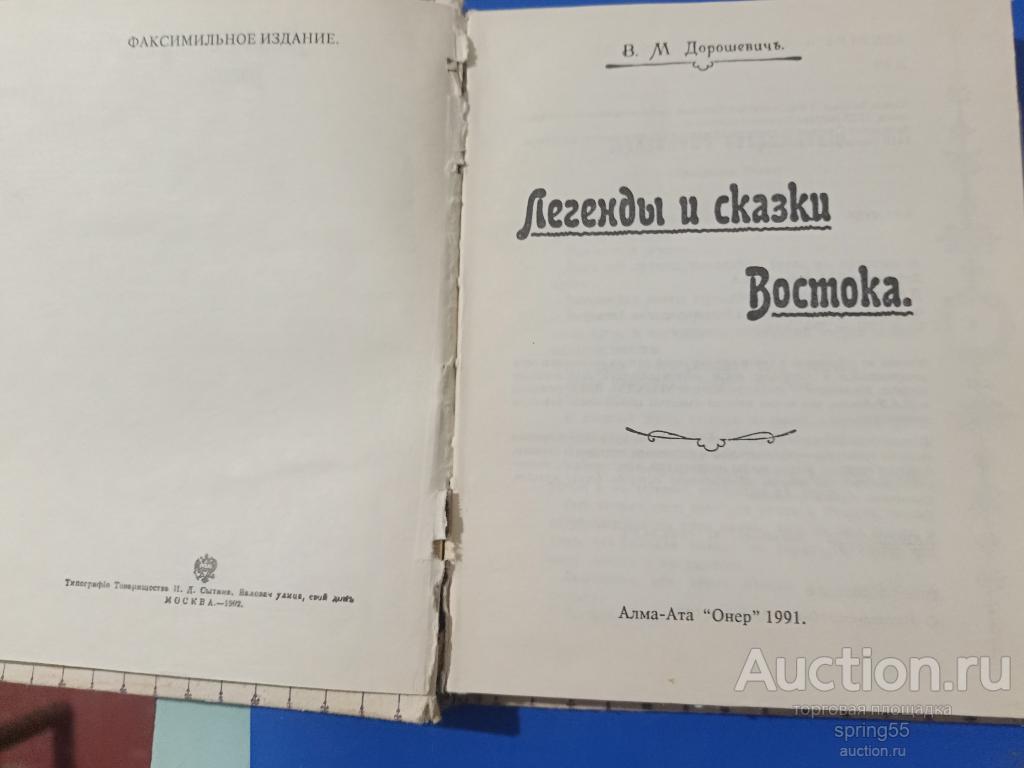 ФАКСИМИЛЬНОЕ ИЗДАНИЕ.
Типографія Товарищества И. Д. Сытина, Валовая улица, свой домъ
МОСКВА.—1902.
В. М Дорошевичъ.
Легенды и сказки
Востока.
Алма-Ата "Онер" 1991.
Auction.ru
торговая площадка
spring55
auction.ru